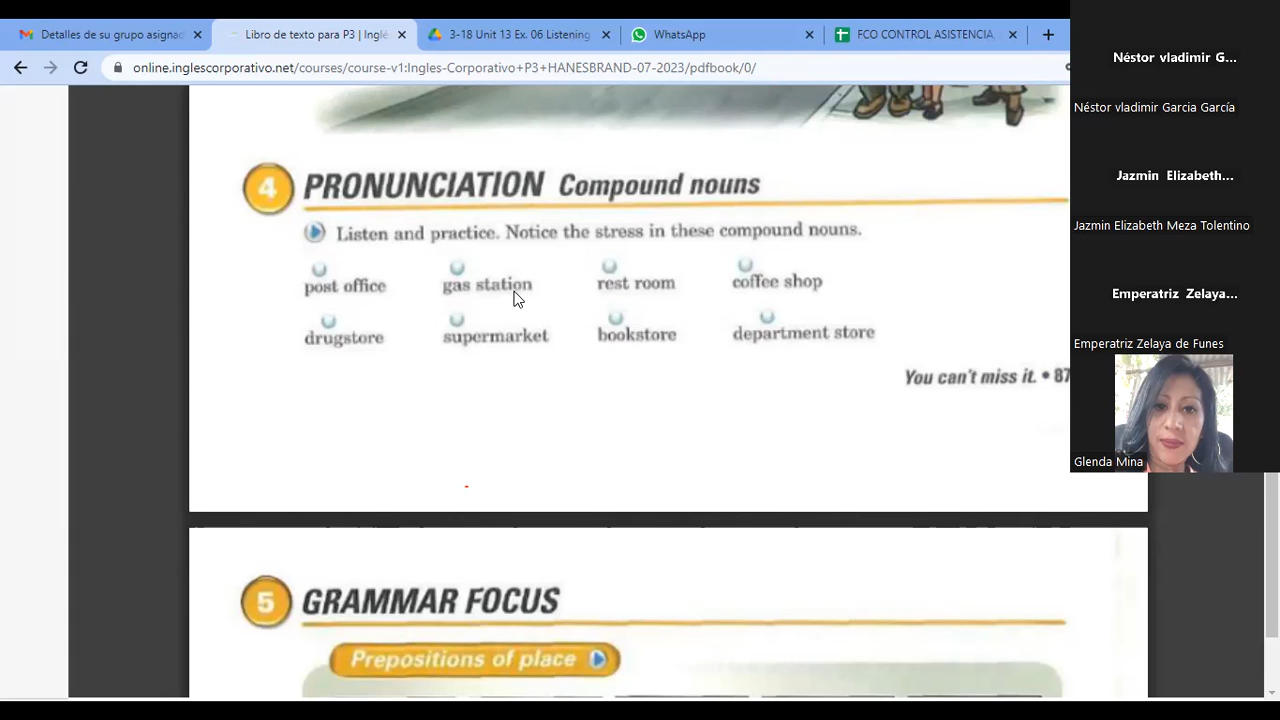 Detalles de su grupo asignad
Libro de texto para P3 | Inglé
3-18 Unit 13 Ex. 06 Listening
WhatsApp
FCO CONTROL ASISTENCIA,
online.inglescorporativo.net/courses/course-v1:Ingles-Corporativo+P3+HANESBRAND-07-2023/pdfbook/0/
4 PRONUNCIATION Compound nouns
Listen and practice. Notice the stress in these compound nouns.
post office gas station rest room coffee shop
drugstore supermarket bookstore department store
You can't miss it. • 87
5 GRAMMAR FOCUS
Prepositions of place
Néstor vladimir G...
Néstor vladimir Garcia García
Jazmin Elizabeth...
Jazmin Elizabeth Meza Tolentino
Emperatriz Zelaya...
Emperatriz Zelaya de Funes
Glenda Mina